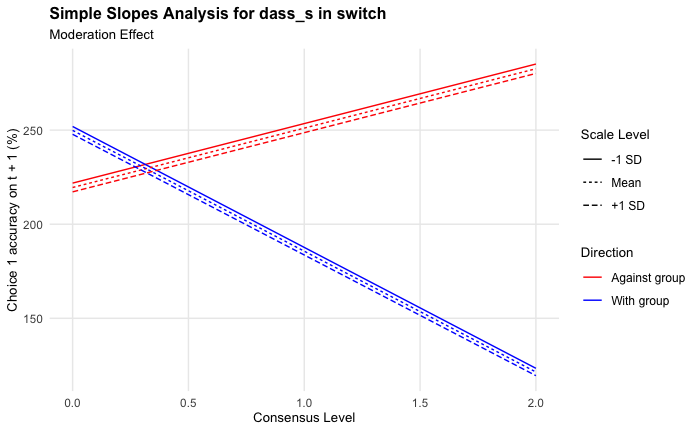 Simple Slopes Analysis for dass_s in switch
Moderation Effect
Choice 1 accuracy on t + 1 (%)
250
200
150
0.0
0.5
1.0
1.5
2.0
Consensus Level
Scale Level
-1 SD
Mean
+1 SD
Direction
Against group
With group